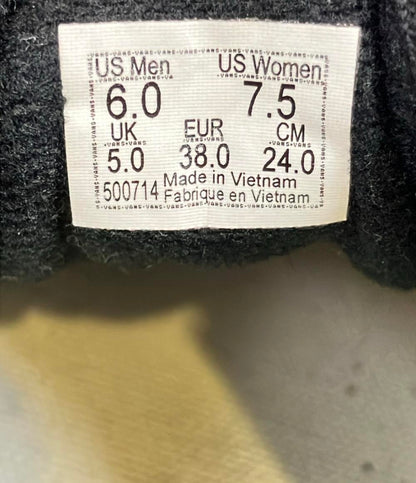 US Men US Women
6.0 7.5
UK EUR CM
5.0 38.0 24.0
500714 Made in Vietnam
Fabrique en Vietnam